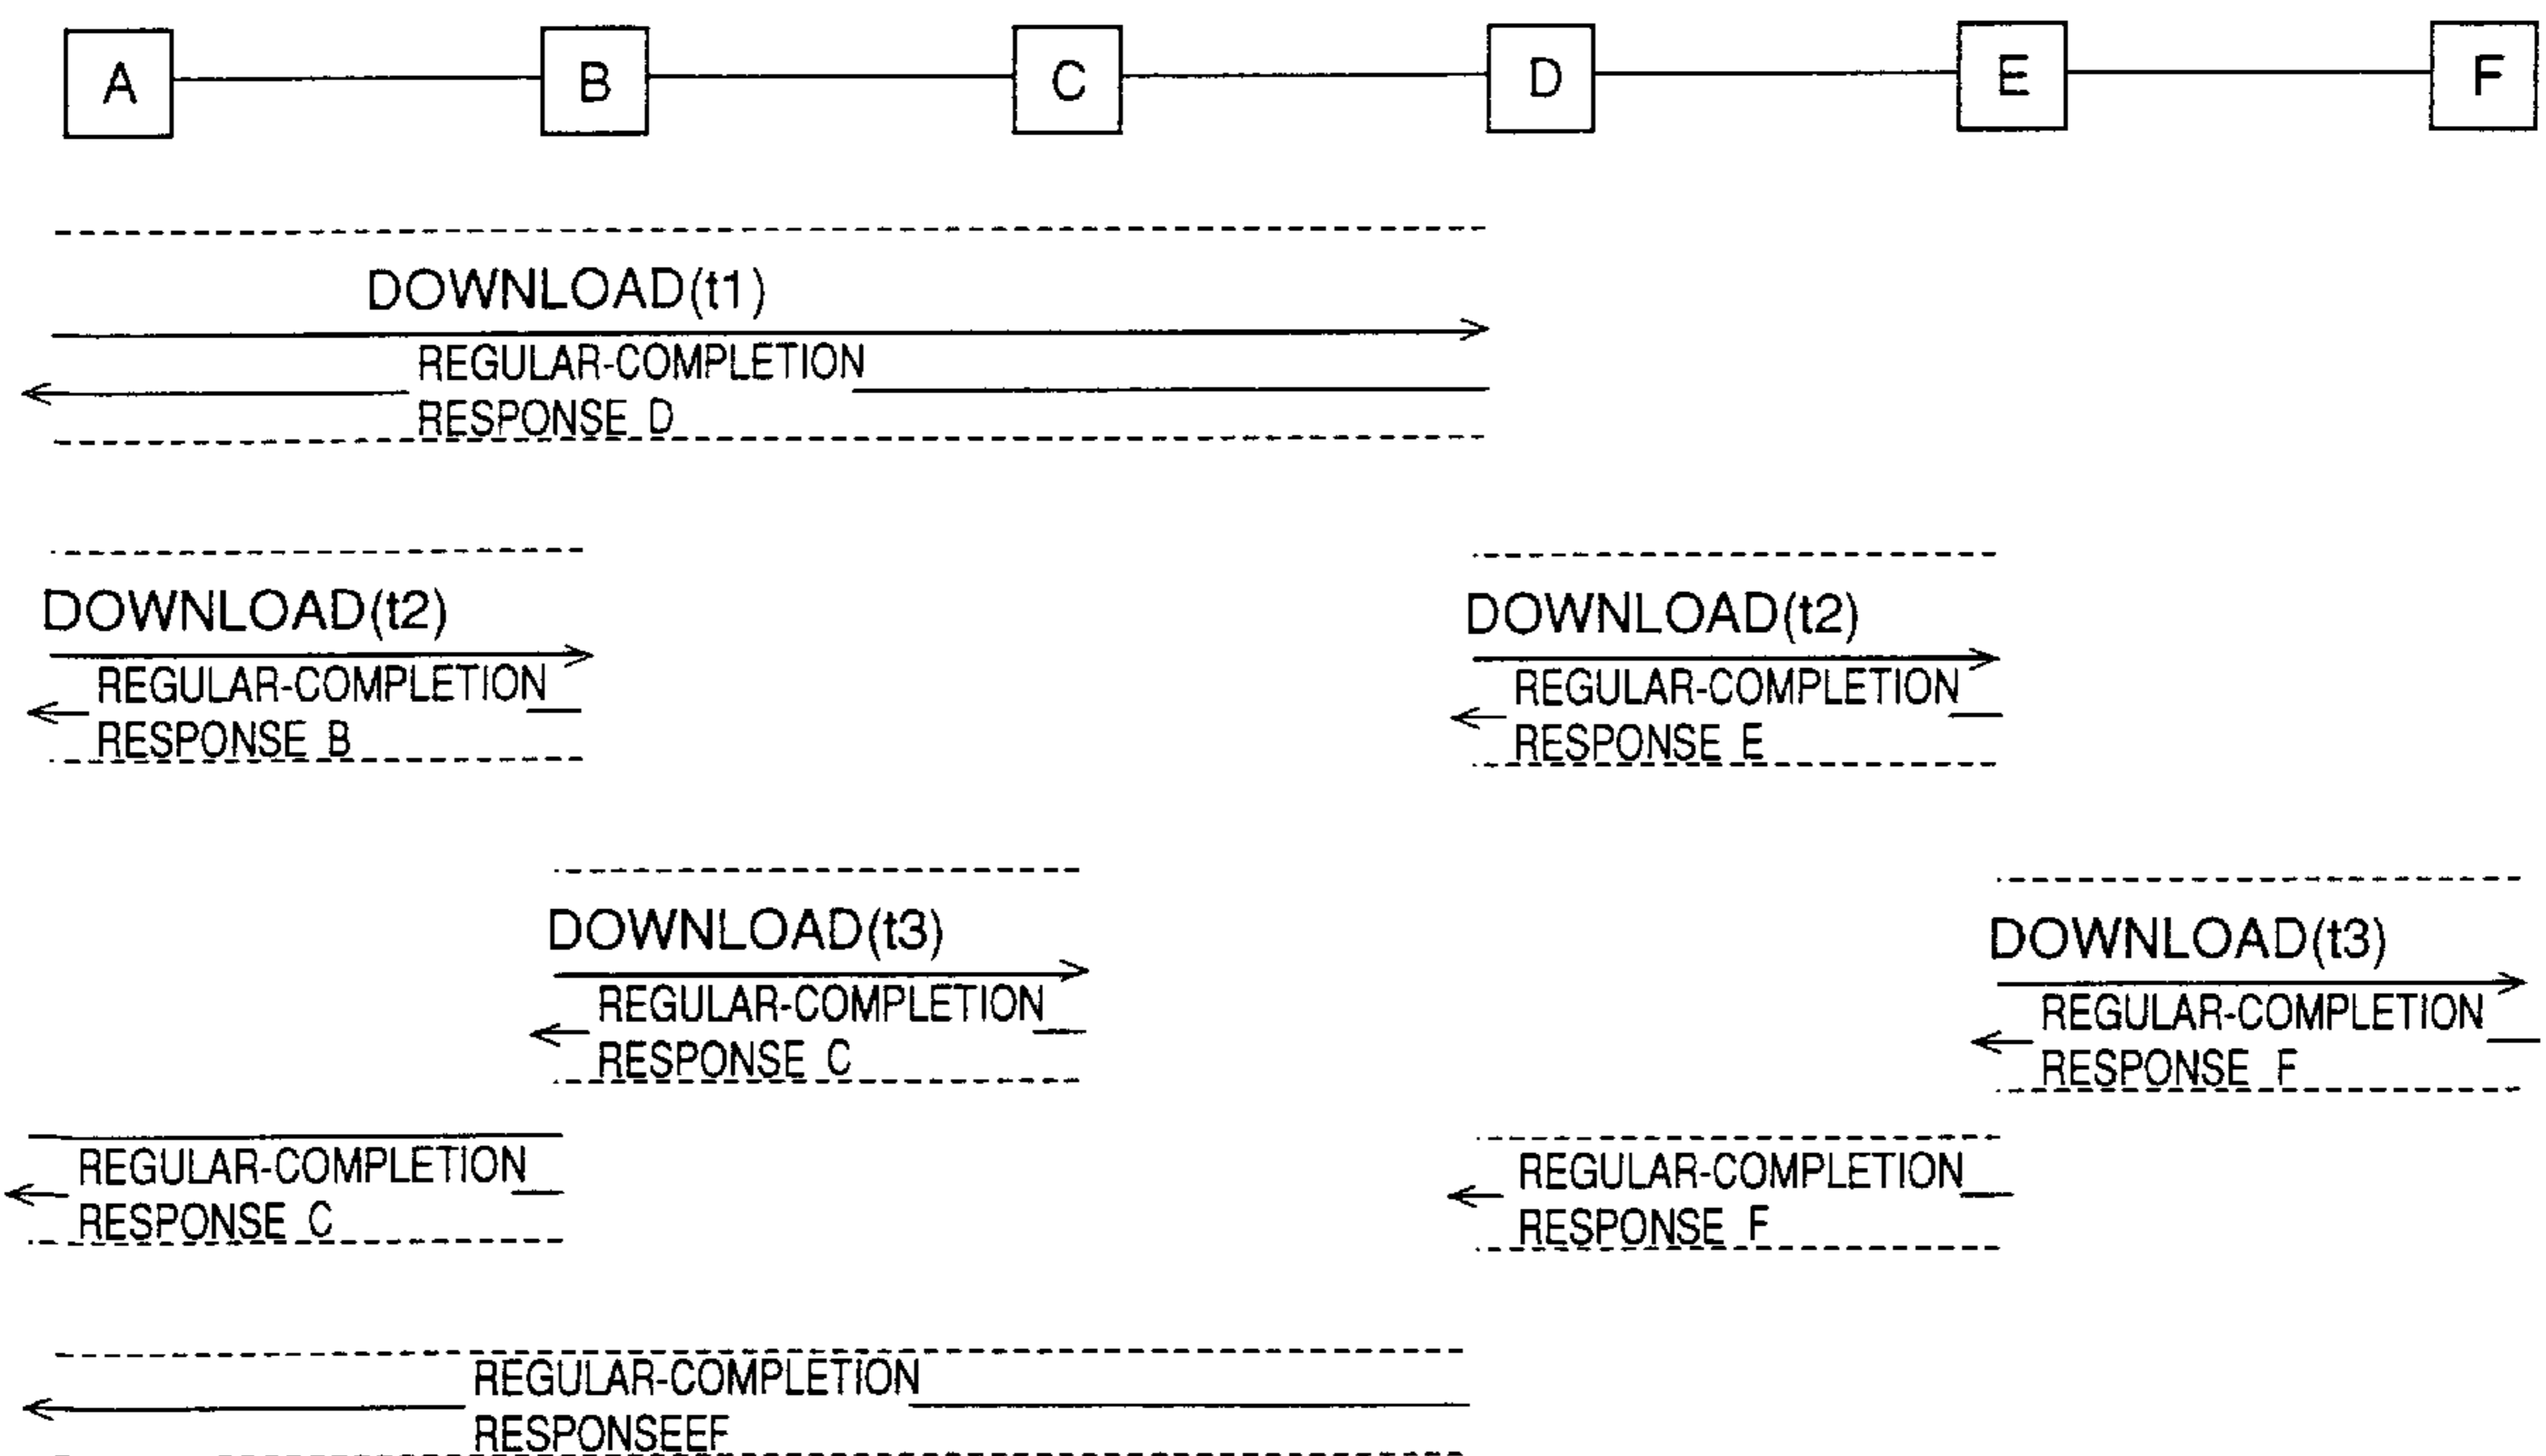 A B C D E F
DOWNLOAD(t1)
REGULAR-COMPLETION
RESPONSE D
DOWNLOAD(t2)
REGULAR-COMPLETION
RESPONSE B
DOWNLOAD(t2)
REGULAR-COMPLETION
RESPONSE E
DOWNLOAD(t3)
REGULAR-COMPLETION
RESPONSE C
DOWNLOAD(t3)
REGULAR-COMPLETION
RESPONSE F
REGULAR-COMPLETION
RESPONSE C
REGULAR-COMPLETION
RESPONSE F
REGULAR-COMPLETION
RESPONSEEF